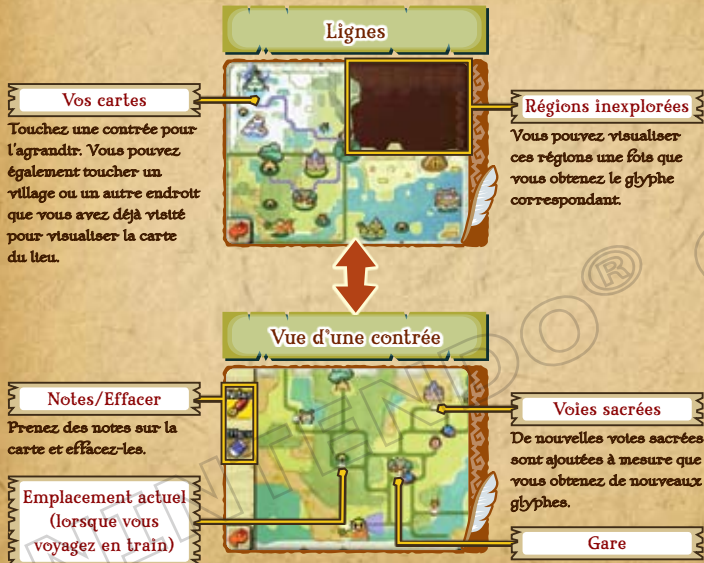 Lignes
Vos cartes
Touchez une contrée pour
l'agrandir. Vous pouvez
également toucher un
village ou un autre endroit
que vous avez déjà visité
pour visualiser la carte
du lieu.
Régions inexplorées
Vous pouvez visualiser
ces régions une fois que
vous obtenez le glyphe
correspondant.
Vue d'une contrée
Notes/Effacer
Prenez des notes sur la
carte et effacez-les.
Emplacement actuel
(lorsque vous
voyagez en train)
Voies sacrées
De nouvelles voies sacrées
sont ajoutées à mesure que
vous obtenez de nouveaux
glyphes.
Gare
NINTENDO®